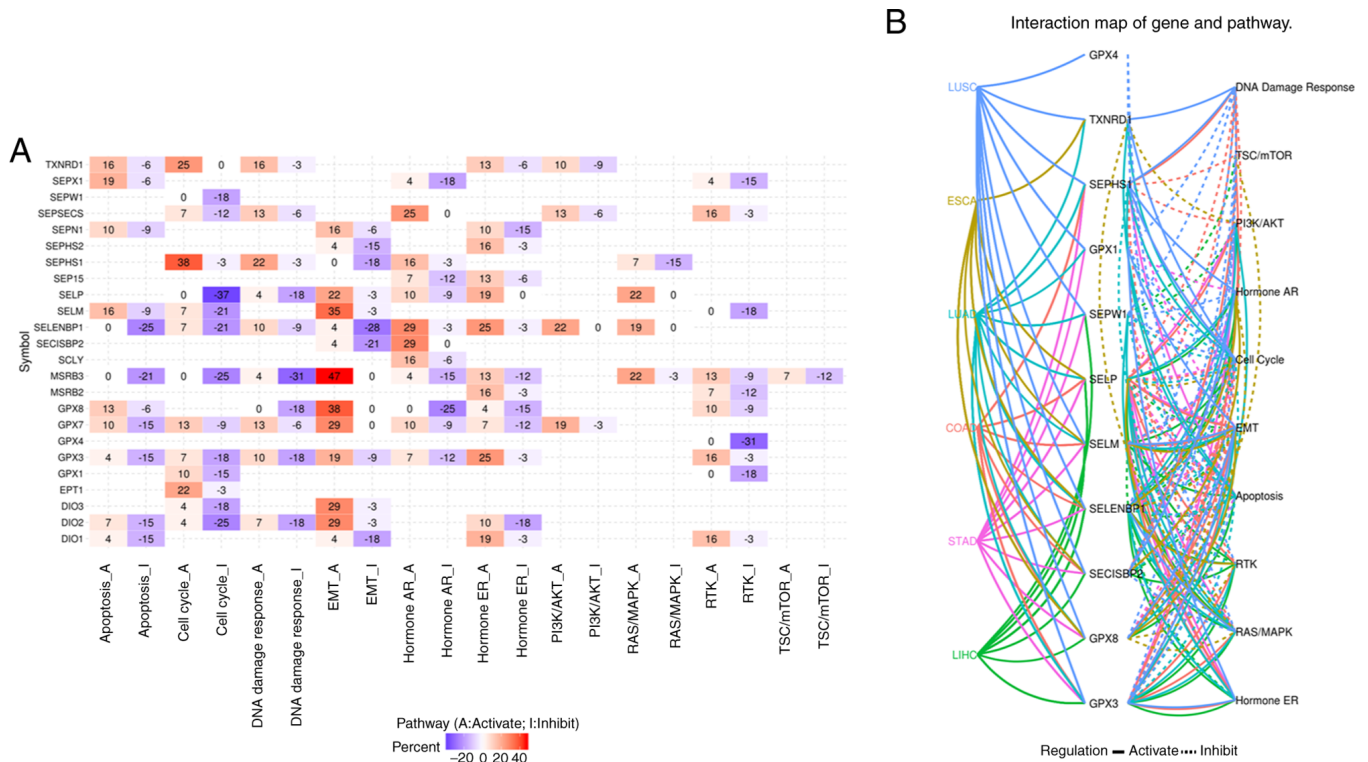 A
Symbol
TXNRD1 16 -6 25 0 16 -3 13 -6 10 -9
SEPX1 19 -6 4 -18 4 -15
SEPW1 0 -18
SEPSECS 7 -12 13 -6 25 0 13 -6 16 -3
SEPN1 10 -9 16 -6 10 -15
SEPHS2 4 -15 16 -3
SEPHS1 38 -3 22 -3 0 -18 16 -3 7 -15
SEP15 7 -12 13 -6
SELP 0 -37 4 -18 22 -3 10 -9 19 0 22 0
SELM 16 -9 7 -21 35 -3 0 -18
SELENBP1 0 -25 7 -21 10 -9 4 -28 29 -3 25 -3 22 0 19 0
SECISBP2 4 -21 29 0
SCLY 16 -6
MSRB3 0 -21 0 -25 4 -31 47 0 4 -15 13 -12 22 -3 13 -9 7 -12
MSRB2 16 -3 7 -12
GPX8 13 -6 0 -18 38 0 0 -25 4 -15 10 -9
GPX7 10 -15 13 -9 13 -6 29 0 10 -9 7 -12 19 -3
GPX4 0 -31
GPX3 4 -15 7 -18 10 -18 19 -9 7 -12 25 -3 16 -3
GPX1 10 -15 0 -18
EPT1 22 -3
DIO3 4 -18 29 -3
DIO2 7 -15 4 -25 7 -18 29 -3 10 -18
DIO1 4 -15 4 -18 19 -3 16 -3
Apoptosis_A
Apoptosis_I
Cell cycle_A
Cell cycle_I
DNA damage response_A
DNA damage response_I
EMT_A
EMT_I
Hormone AR_A
Hormone AR_I
Hormone ER_A
Hormone ER_I
PI3K/AKT_A
PI3K/AKT_I
RAS/MAPK_A
RAS/MAPK_I
RTK_A
RTK_I
TSC/mTOR_A
TSC/mTOR_I
Pathway (A:Activate; I:Inhibit)
Percent
−20 0 20 40
B
Interaction map of gene and pathway.
LUSC
ESCA
LUAD
COAD
STAD
LIHC
GPX4
TXNRD1
SEPHS1
GPX1
SEPW1
SELP
SELM
SELENBP1
SECISBP2
GPX8
GPX3
DNA Damage Response
TSC/mTOR
PI3K/AKT
Hormone AR
Cell Cycle
EMT
Apoptosis
RTK
RAS/MAPK
Hormone ER
Regulation Activate Inhibit